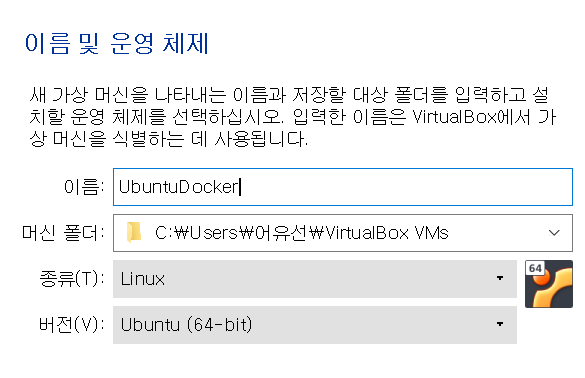 이름 및 운영 체제
새 가상 머신을 나타내는 이름과 저장할 대상 폴더를 입력하고 설
치할 운영 체제를 선택하십시오. 입력한 이름은 VirtualBox에서 가
상 머신을 식별하는 데 사용됩니다.
이름: UbuntuDocker
머신 폴더: C:₩Users₩어유선₩VirtualBox VMs
종류(T): Linux
64
버전(V): Ubuntu (64-bit)